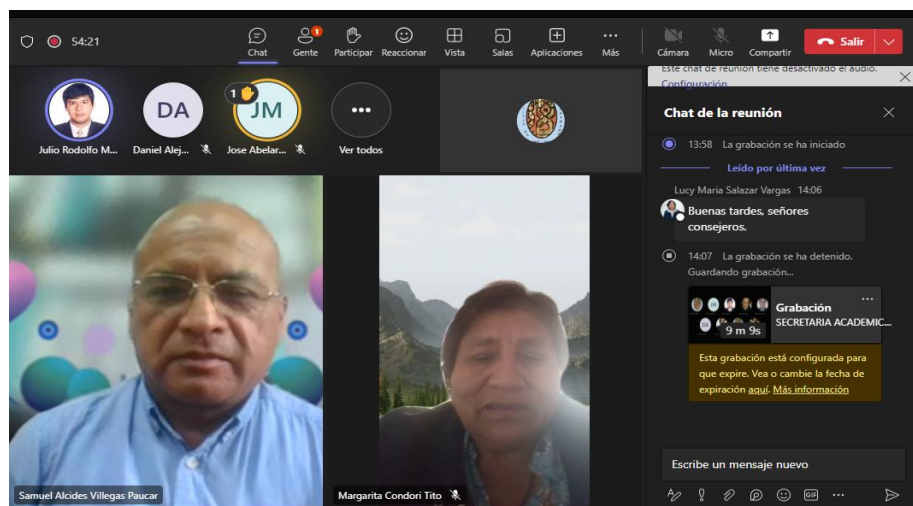 54:21
Chat
1
Gente
Participar
Reaccionar
Vista
Salas
Aplicaciones
Más
Cámara
Micro
Compartir
Salir
Este chat de reunión tiene desactivado el audio.
Configuración
DA
1
JM
Julio Rodolfo M...
Daniel Alej...
Jose Abelar...
Ver todos
Samuel Alcides Villegas Paucar
Margarita Condori Tito
Chat de la reunión
13:58 La grabación se ha iniciado
Leído por última vez
Lucy Maria Salazar Vargas 14:06
Buenas tardes, señores
consejeros.
14:07 La grabación se ha detenido.
Guardando grabación...
Grabación
SECRETARIA ACADEMIC...
DA
9 m 9s
Esta grabación está configurada para
que expire. Vea o cambie la fecha de
expiración aquí. Más información
Escribe un mensaje nuevo
GIF